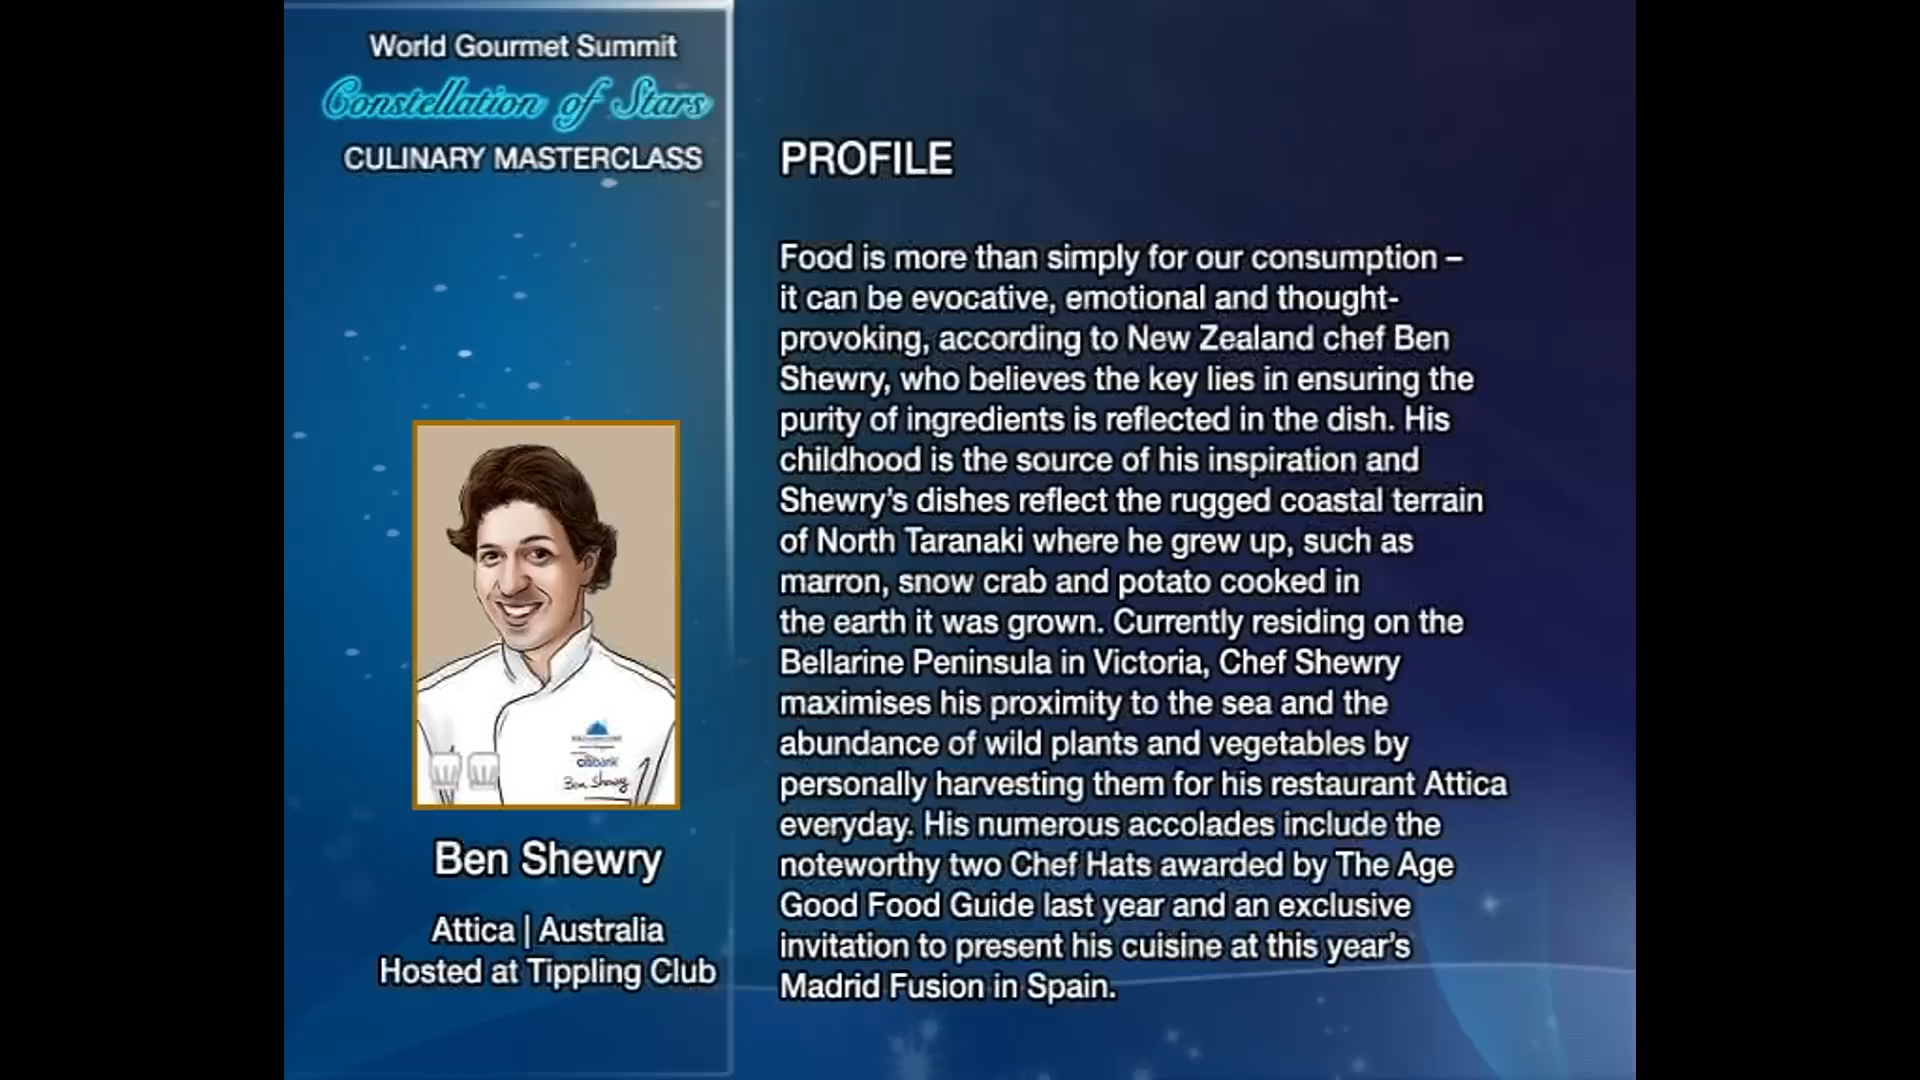 World Gourmet Summit
Constellation of Stars
CULINARY MASTERCLASS
citibank
Ben Shewry
Ben Shewry
Attica | Australia
Hosted at Tippling Club
PROFILE
Food is more than simply for our consumption –
it can be evocative, emotional and thought-
provoking, according to New Zealand chef Ben
Shewry, who believes the key lies in ensuring the
purity of ingredients is reflected in the dish. His
childhood is the source of his inspiration and
Shewry's dishes reflect the rugged coastal terrain
of North Taranaki where he grew up, such as
marron, snow crab and potato cooked in
the earth it was grown. Currently residing on the
Bellarine Peninsula in Victoria, Chef Shewry
maximises his proximity to the sea and the
abundance of wild plants and vegetables by
personally harvesting them for his restaurant Attica
everyday. His numerous accolades include the
noteworthy two Chef Hats awarded by The Age
Good Food Guide last year and an exclusive
invitation to present his cuisine at this year's
Madrid Fusion in Spain.